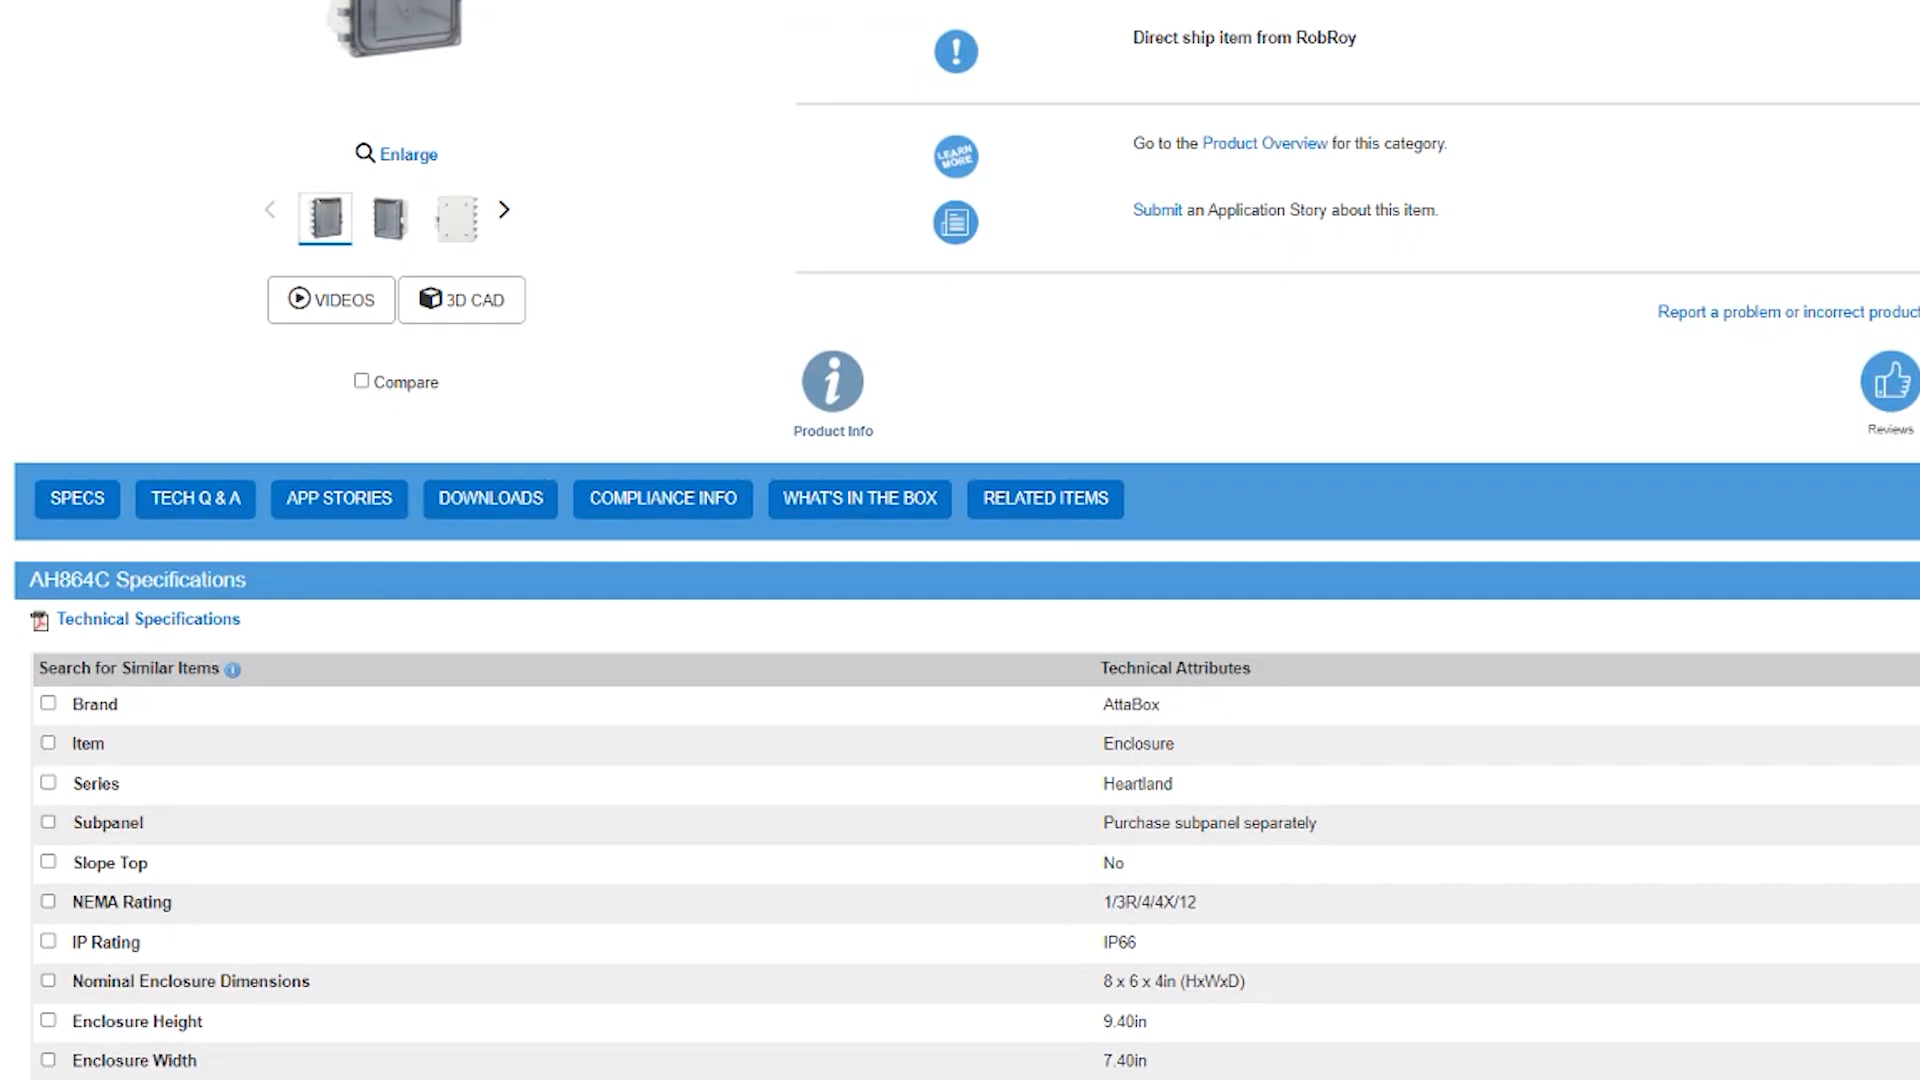 Direct ship item from RobRoy
Enlarge
LEARN MORE
Go to the Product Overview for this category.
Submit an Application Story about this item.
VIDEOS
3D CAD
Report a problem or incorrect product
Compare
Product Info
Reviews
SPECS
TECH Q & A
APP STORIES
DOWNLOADS
COMPLIANCE INFO
WHAT'S IN THE BOX
RELATED ITEMS
AH864C Specifications
Technical Specifications
Search for Similar Items
Technical Attributes
Brand
AttaBox
Item
Enclosure
Series
Heartland
Subpanel
Purchase subpanel separately
Slope Top
No
NEMA Rating
1/3R/4/4X/12
IP Rating
IP66
Nominal Enclosure Dimensions
8 x 6 x 4in (HxWxD)
Enclosure Height
9.40in
Enclosure Width
7.40in